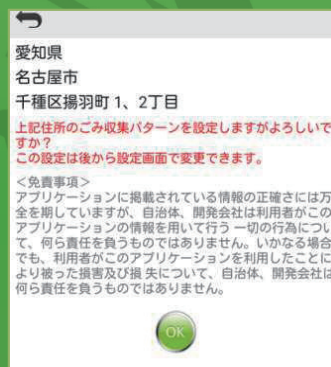 愛知県
名古屋市
千種区揚羽町 1、2丁目
上記住所のごみ収集パターンを設定しますがよろしいで
すか？
この設定は後から設定画面で変更できます。
＜免責事項＞
アプリケーションに掲載されている情報の正確さには万
全を期していますが、自治体、開発会社は利用者がこの
アプリケーションの情報を用いて行う 一切の行為につい
て、何ら責任を負うものではありません。いかなる場合
でも、利用者がこのアプリケーションを利用したことに
より被った損害及び損 失について、自治体、開発会社は
何ら責任を負うものではありません。
OK